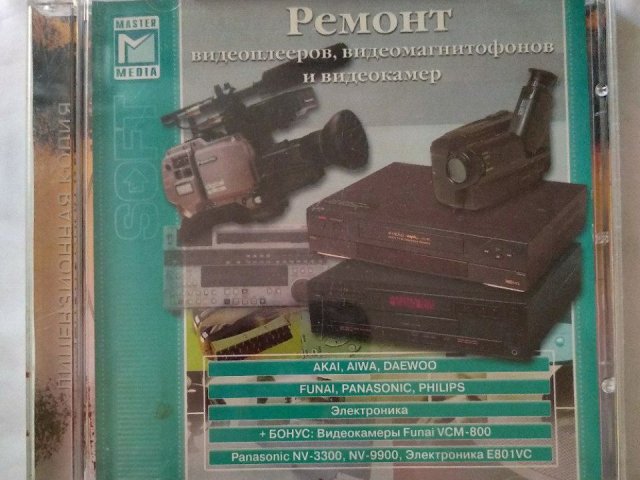 MASTER
MEDIA
Ремонт
видеоплееров, видеомагнитофонов
и видеокамер
SOFT
ЛИЦЕНЗИОННАЯ КОПИЯ
AKAI, AIWA, DAEWOO
FUNAI, PANASONIC, PHILIPS
Электроника
+ БОНУС: Видеокамеры Funai VCM-800
Panasonic NV-3300, NV-9900, Электроника E801VC